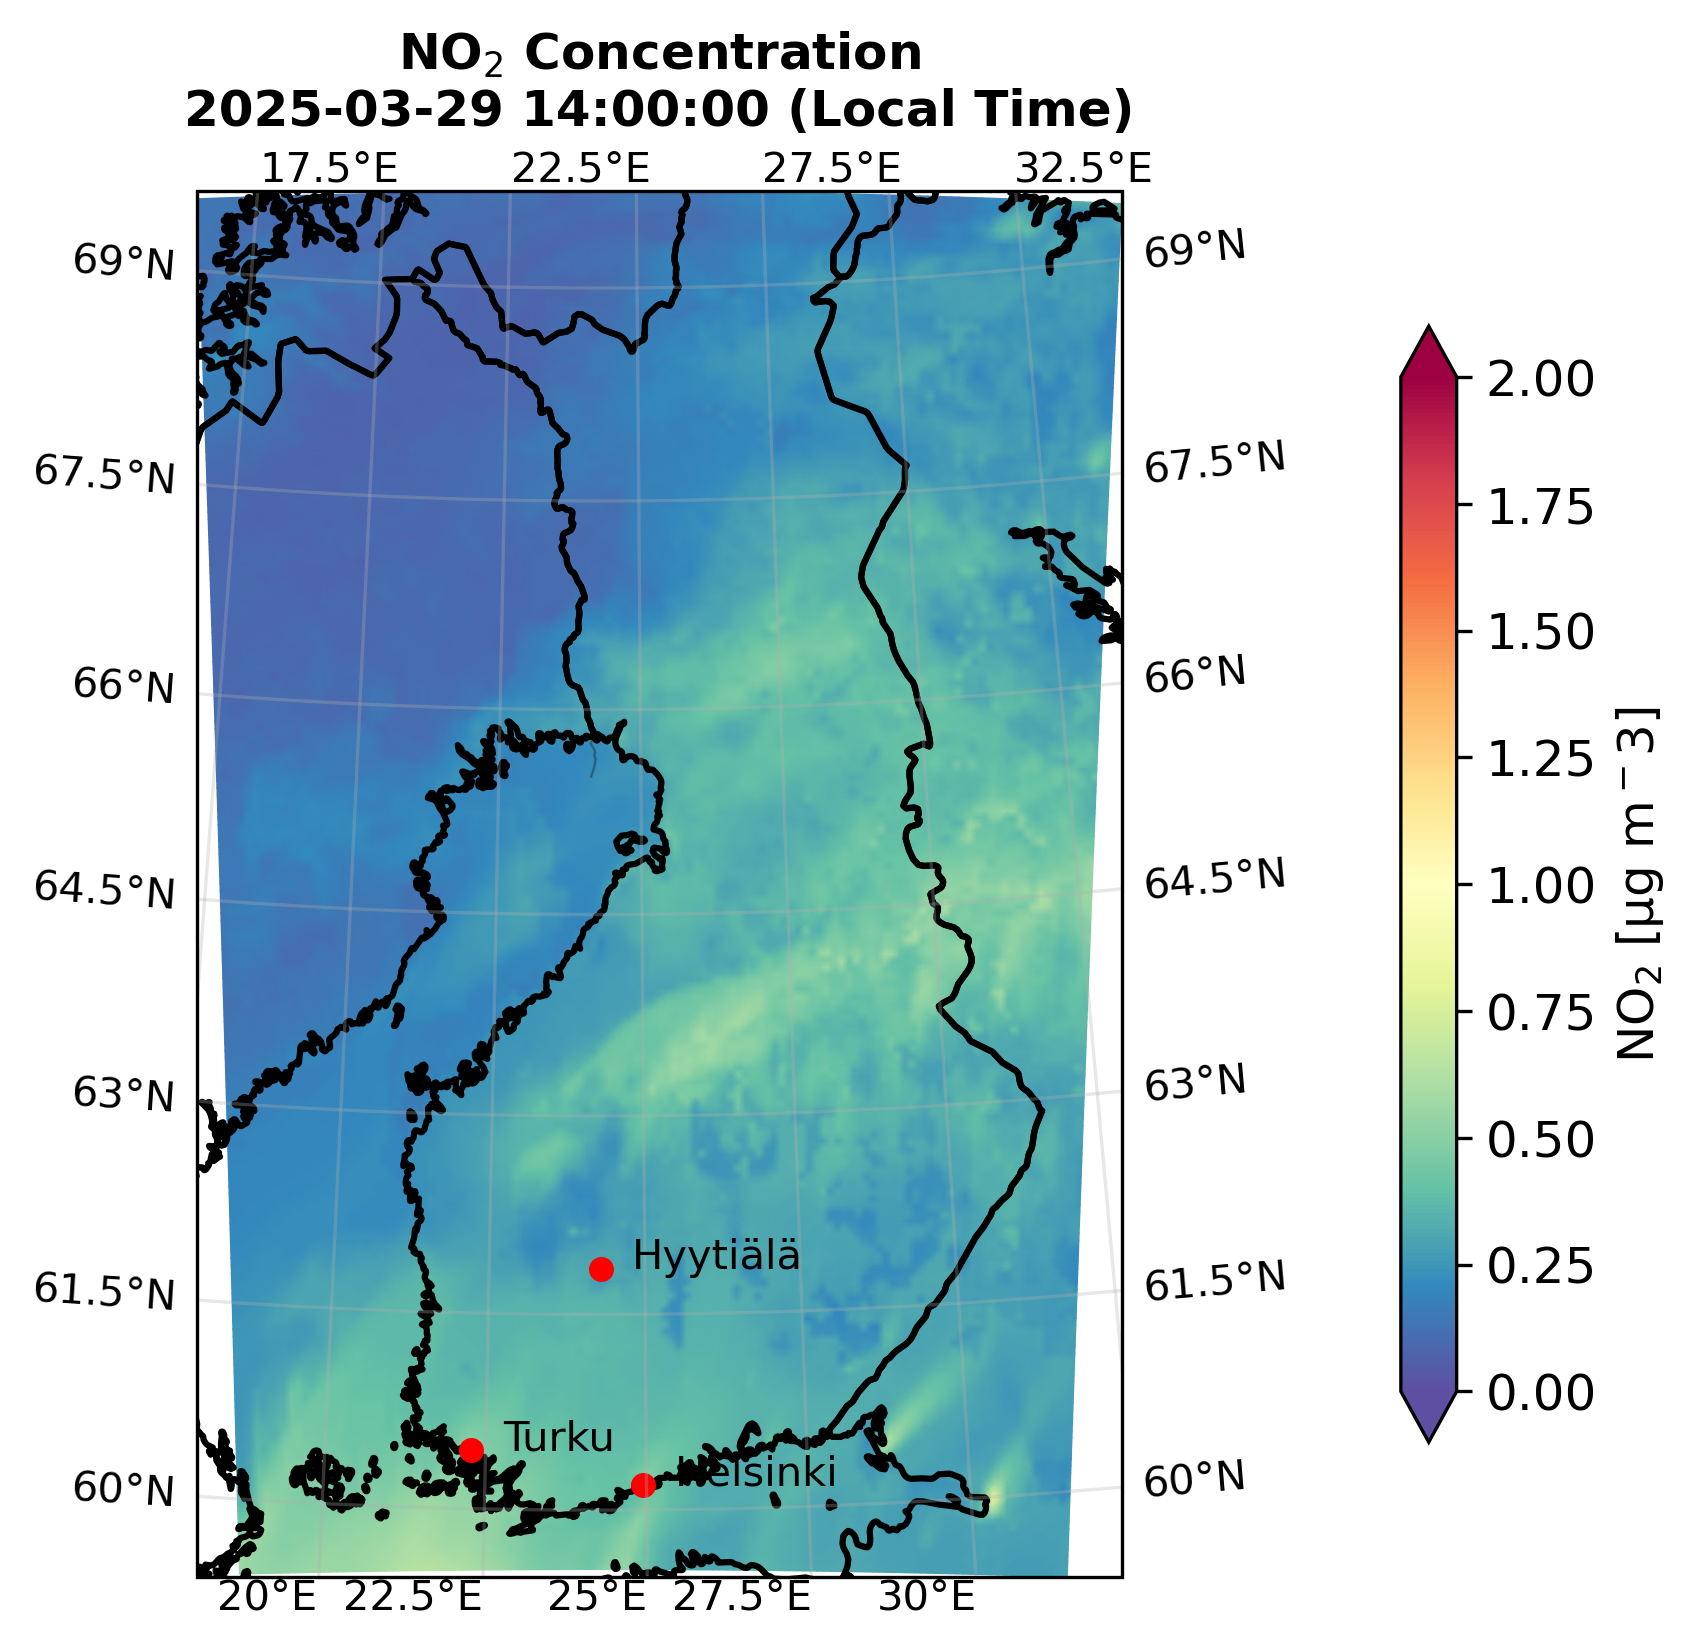 NO₂ Concentration
2025-03-29 14:00:00 (Local Time)
17.5°E 22.5°E 27.5°E 32.5°E
69°N 69°N
67.5°N 67.5°N
66°N 66°N
64.5°N 64.5°N
63°N 63°N
61.5°N 61.5°N
60°N 60°N
Hyytiälä
Turku
Helsinki
20°E 22.5°E 25°E 27.5°E 30°E
2.00
1.75
1.50
1.25
1.00
0.75
0.50
0.25
0.00
NO₂ [µg m⁻3]